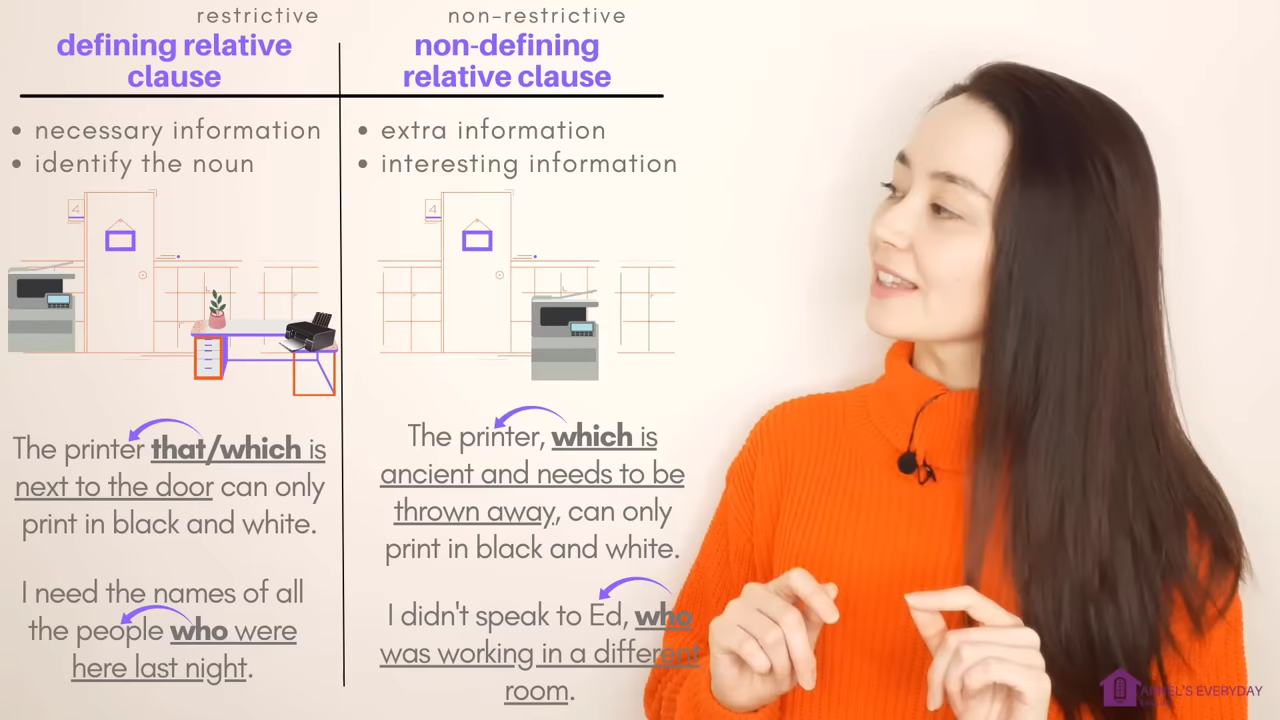 restrictive
defining relative
clause
• necessary information
• identify the noun
4
The printer that/which is
next to the door can only
print in black and white.
I need the names of all
the people who were
here last night.
non-restrictive
non-defining
relative clause
• extra information
• interesting information
4
The printer, which is
ancient and needs to be
thrown away, can only
print in black and white.
I didn't speak to Ed, who
was working in a different
room.
EVERYDAY